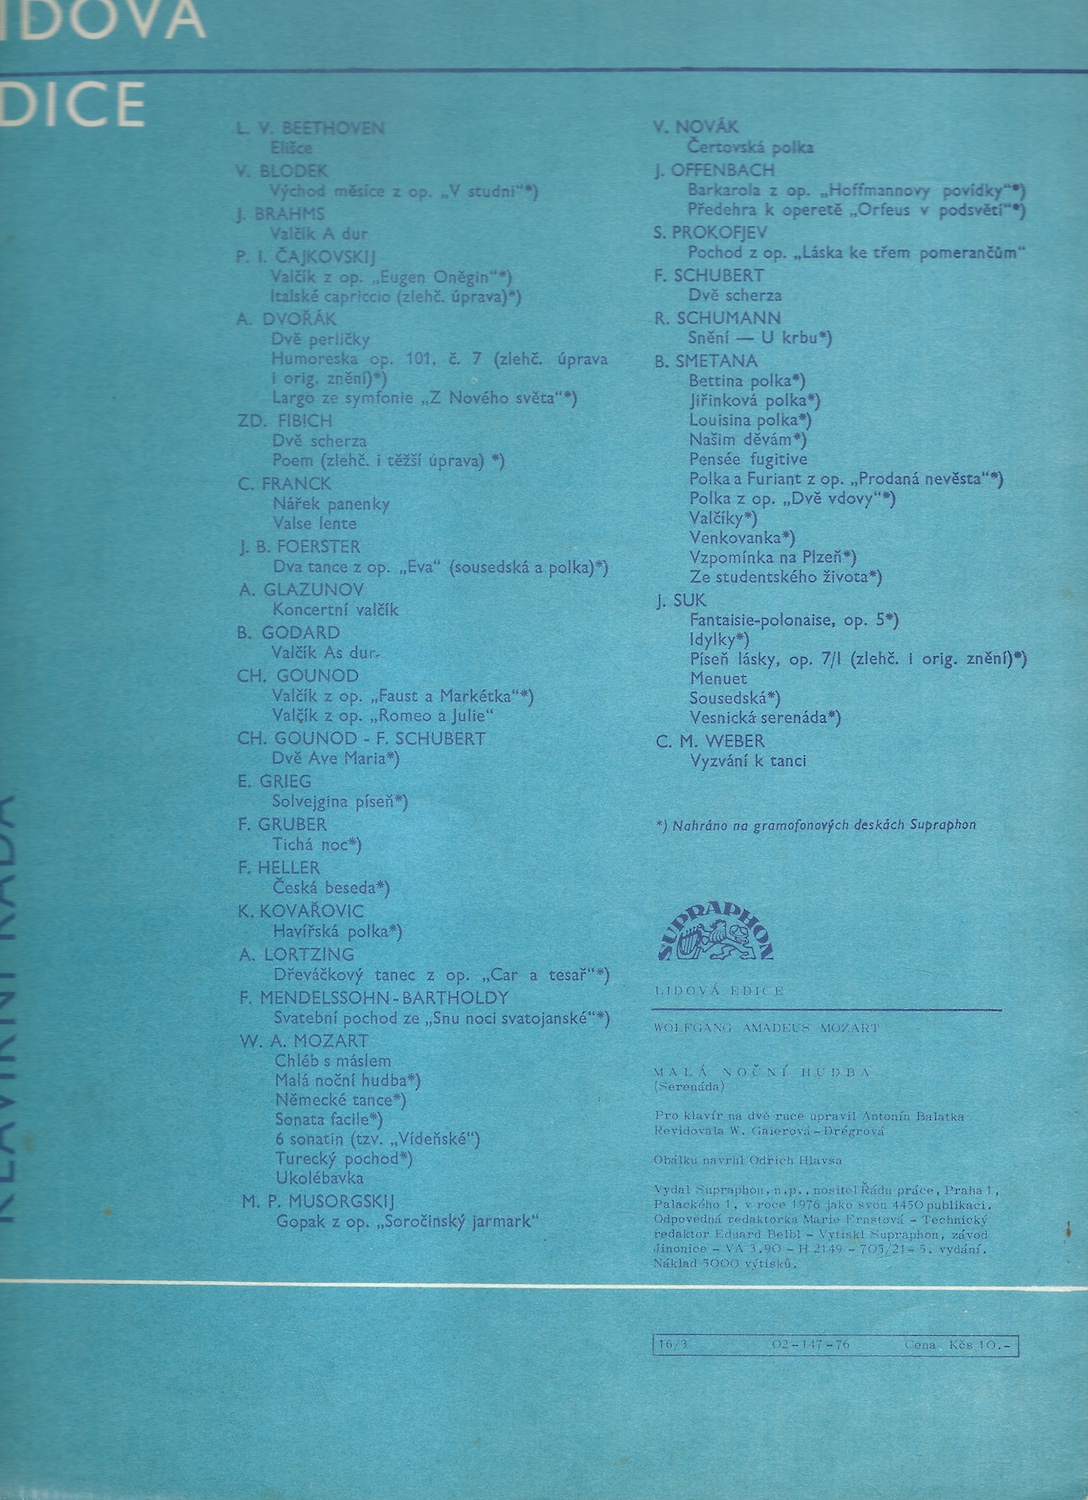 LIDOVÁ
EDICE
KLAVÍRNÍ ŘADA
L. V. BEETHOVEN
Elišce
V. BLODEK
Východ měsíce z op. „V studni“*)
J. BRAHMS
Valčík A dur
P. I. ČAJKOVSKIJ
Valčík z op. „Eugen Oněgin“*)
Italské capriccio (zlehč. úprava)*)
A. DVOŘÁK
Dvě perličky
Humoreska op. 101, č. 7 (zlehč. úprava
i orig. znění)*)
Largo ze symfonie „Z Nového světa“*)
ZD. FIBICH
Dvě scherza
Poem (zlehč. i těžší úprava) *)
C. FRANCK
Nářek panenky
Valse lente
J. B. FOERSTER
Dva tance z op. „Eva“ (sousedská a polka)*)
A. GLAZUNOV
Koncertní valčík
B. GODARD
Valčík As dur
CH. GOUNOD
Valčík z op. „Faust a Markétka“*)
Valčík z op. „Romeo a Julie“
CH. GOUNOD - F. SCHUBERT
Dvě Ave Maria*)
E. GRIEG
Solvejgina píseň*)
F. GRUBER
Tichá noc*)
F. HELLER
Česká beseda*)
K. KOVAŘOVIC
Havířská polka*)
A. LORTZING
Dřeváčkový tanec z op. „Car a tesař“*)
F. MENDELSSOHN-BARTHOLDY
Svatební pochod ze „Snu noci svatojanské“*)
W. A. MOZART
Chléb s máslem
Malá noční hudba*)
Německé tance*)
Sonata facile*)
6 sonatin (tzv. „Vídeňské“)
Turecký pochod*)
Ukolébavka
M. P. MUSORGSKIJ
Gopak z op. „Soročinský jarmark“
V. NOVÁK
Čertovská polka
J. OFFENBACH
Barkarola z op. „Hoffmannovy povídky“*)
Předehra k operetě „Orfeus v podsvětí“*)
S. PROKOFJEV
Pochod z op. „Láska ke třem pomerančům“
F. SCHUBERT
Dvě scherza
R. SCHUMANN
Snění — U krbu*)
B. SMETANA
Bettina polka*)
Jiřinková polka*)
Louisina polka*)
Našim děvám*)
Pensée fugitive
Polka a Furiant z op. „Prodaná nevěsta“*)
Polka z op. „Dvě vdovy“*)
Valčíky*)
Venkovanka*)
Vzpomínka na Plzeň*)
Ze studentského života*)
J. SUK
Fantaisie-polonaise, op. 5*)
Idylky*)
Píseň lásky, op. 7/I (zlehč. i orig. znění)*)
Menuet
Sousedská*)
Vesnická serenáda*)
C. M. WEBER
Vyzvání k tanci
*) Nahráno na gramofonových deskách Supraphon
SUPRAPHON
LIDOVÁ EDICE
WOLFGANG AMADEUS MOZART
MALÁ NOČNÍ HUDBA
(Serenáda)
Pro klavír na dvě ruce upravil Antonín Balatka
Revidovala W. Gaierová-Drégrová
Obálku navrhl Odřich Hlavsa
Vydal Supraphon, n.p., nositel Řádu práce, Praha 1,
Palackého 1, v roce 1976 jako svou 4450 publikaci.
Odpovědná redaktorka Marie Ernstová - Technický
redaktor Eduard Belbl - Vytiskl Supraphon, závod
Jinonice - VA 3,90 - H 2149 - 703/21- 5. vydání.
Náklad 5000 výtisků.
16/3 02-147-76 Cena Kčs 10.-